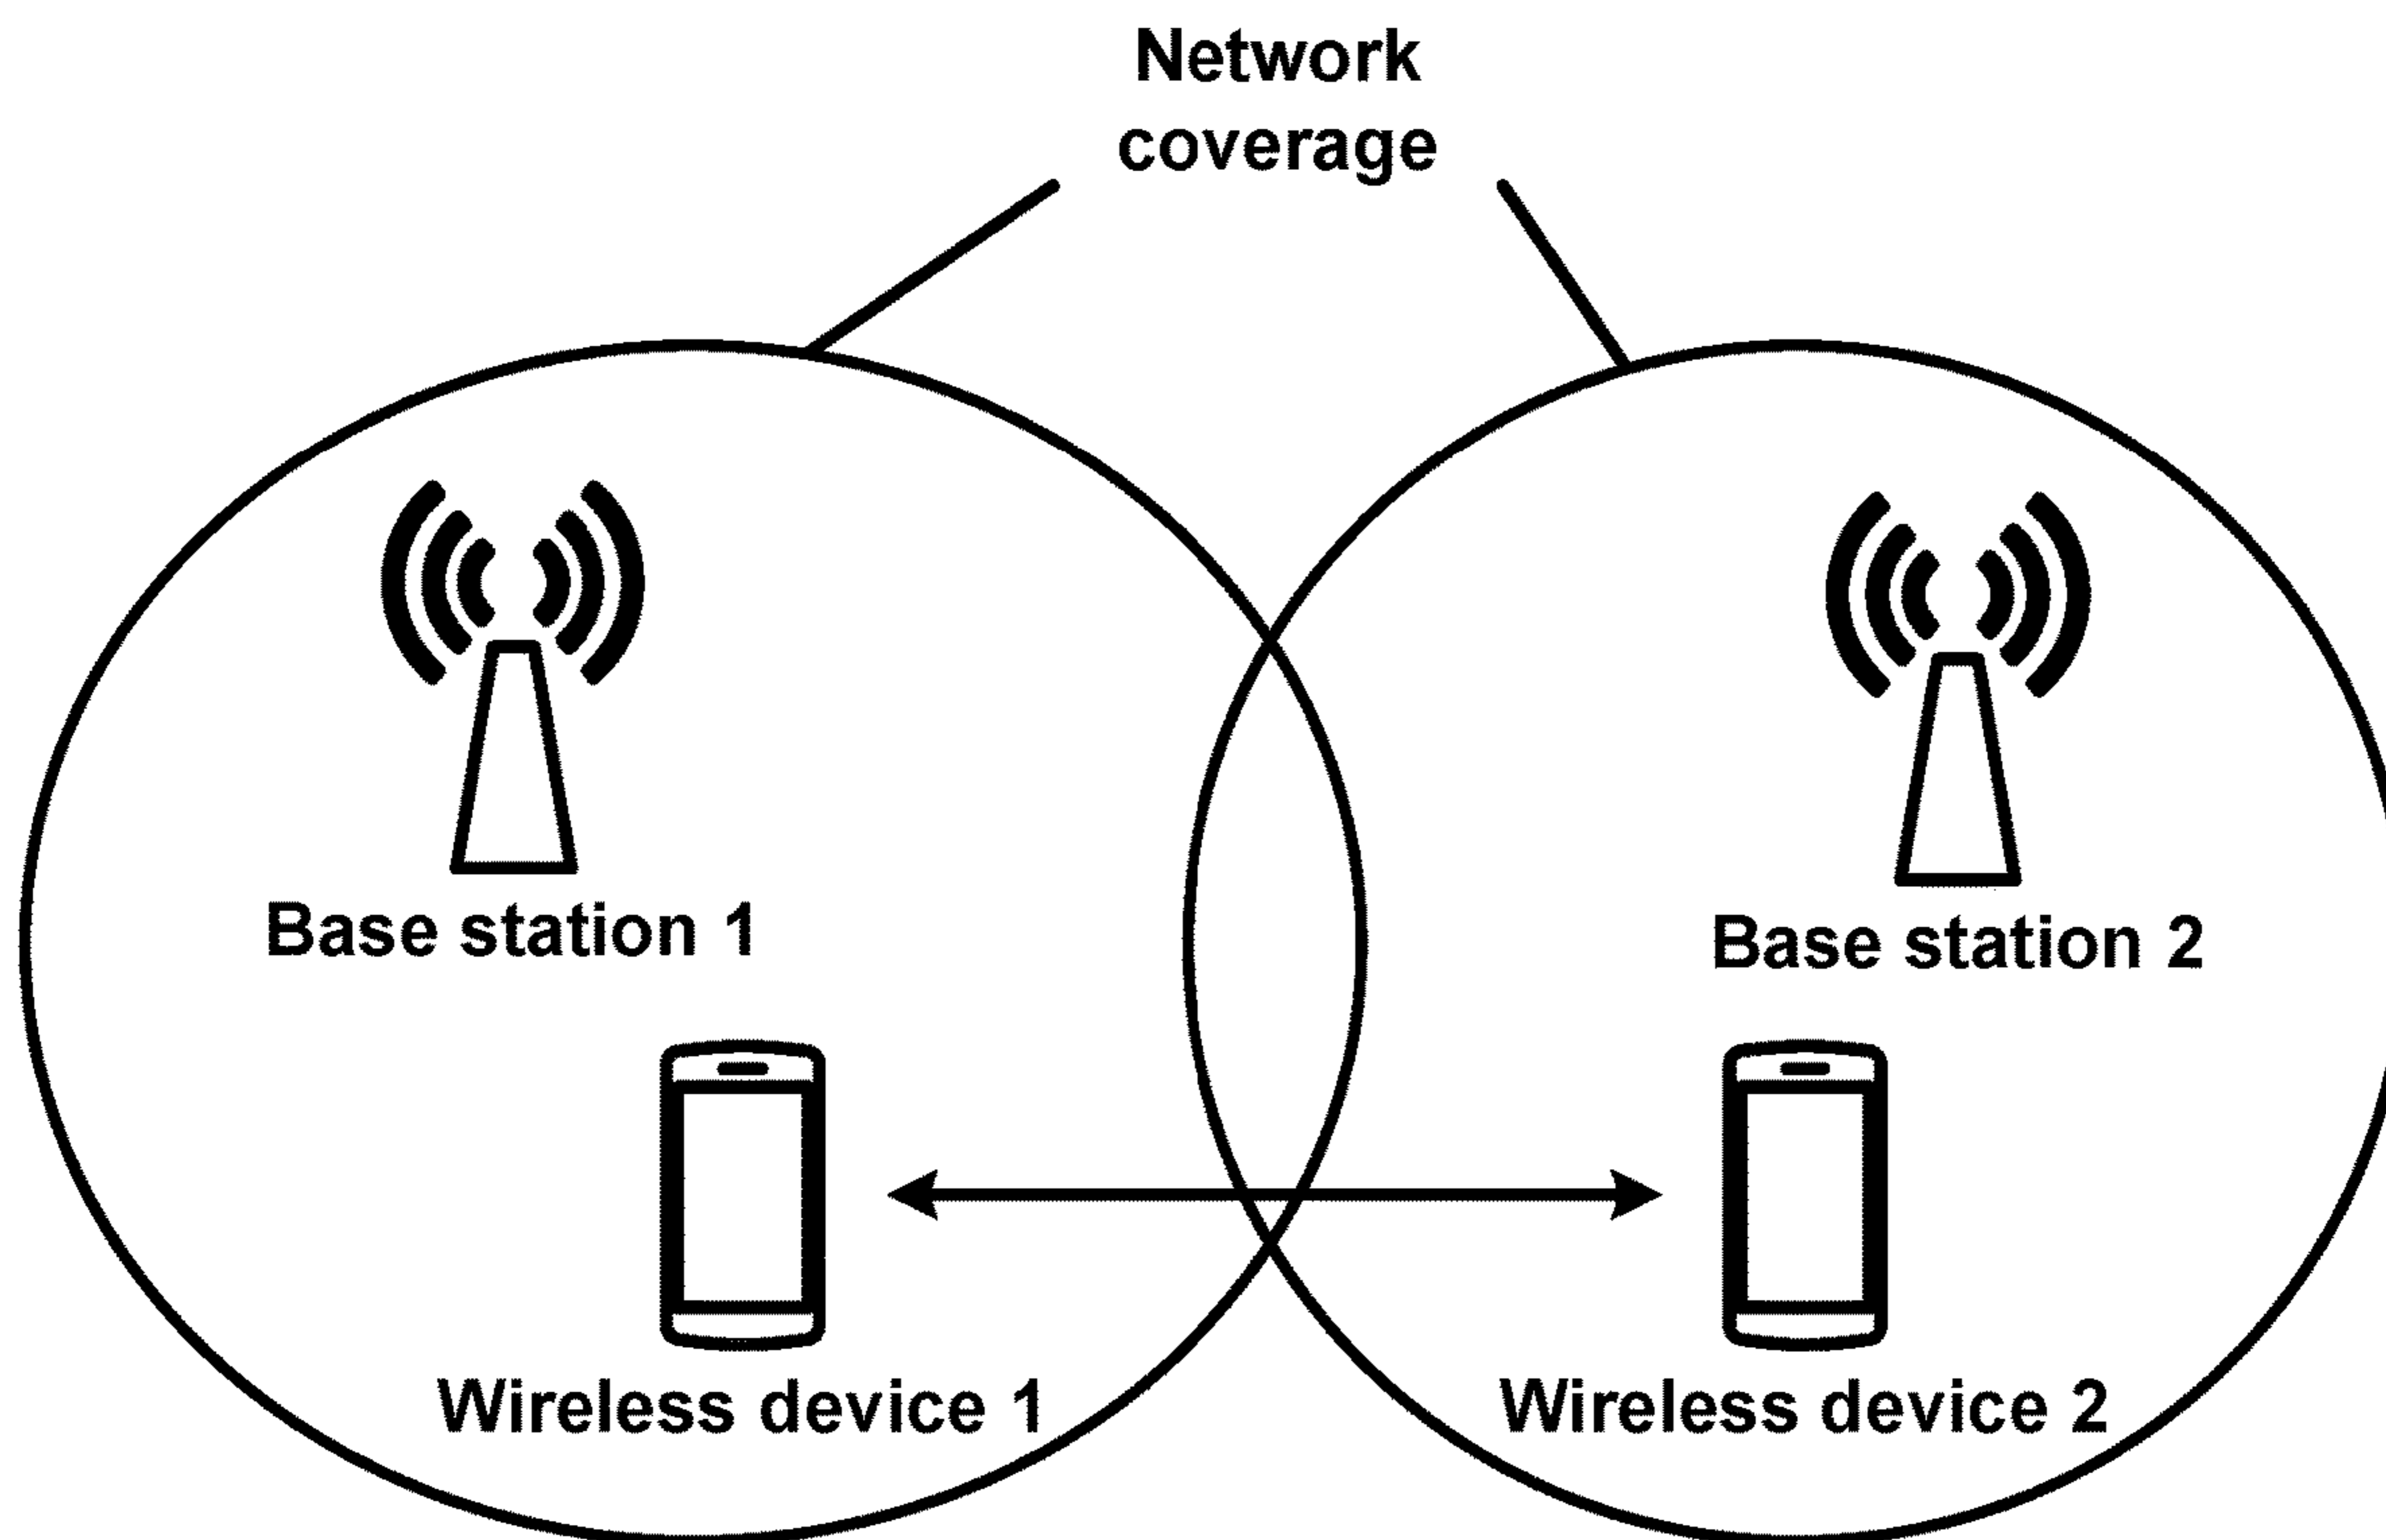 Network
coverage
Base station 1
Base station 2
Wireless device 1
Wireless device 2